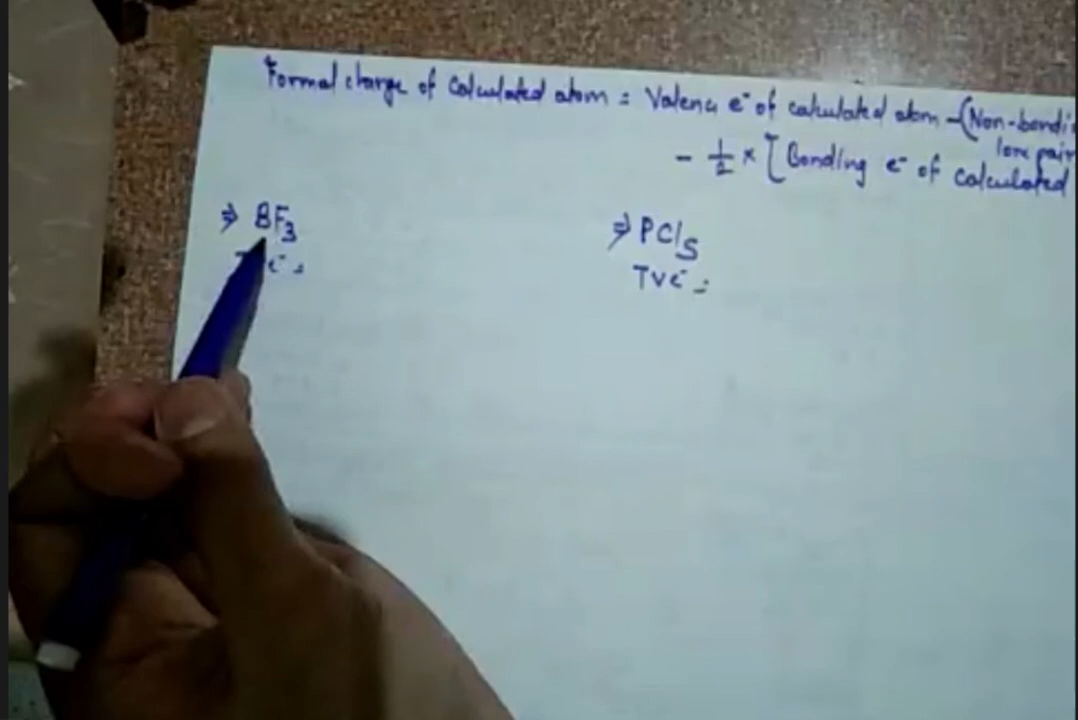 Formal charge of Calculated atom = Valence e⁻ of calculated atom - (Non-bondi
lone pair
- 1/2 × [Bonding e⁻ of calculated
⇒ BF₃
⇒ PCl₅
e⁻ =
TVe⁻ =